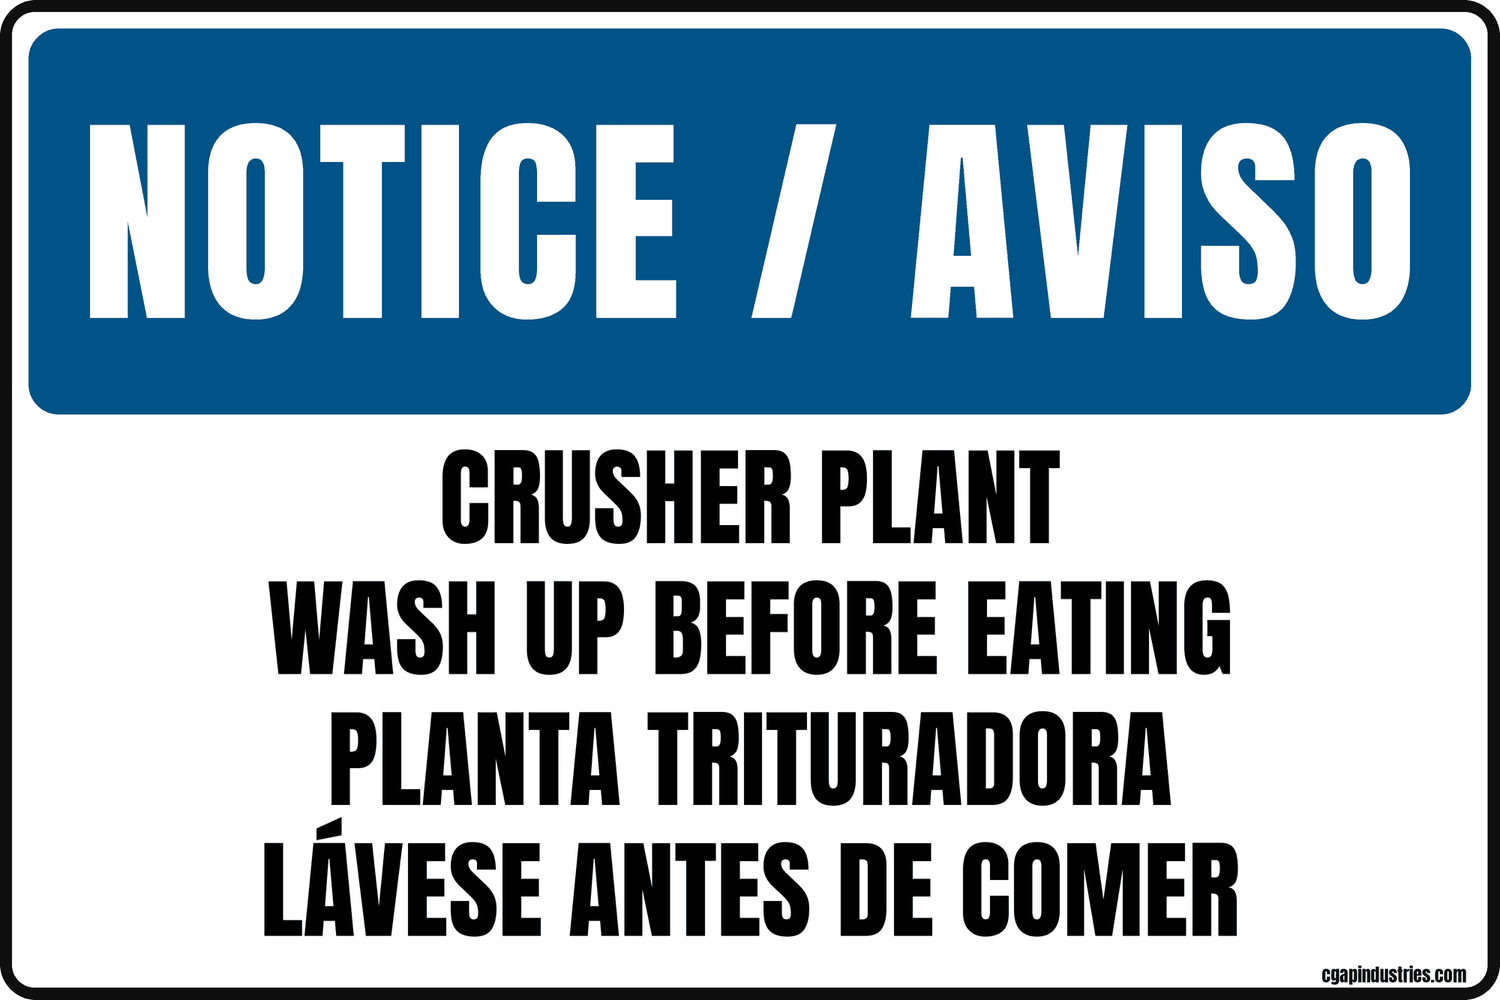 NOTICE / AVISO
CRUSHER PLANT
WASH UP BEFORE EATING
PLANTA TRITURADORA
LÁVESE ANTES DE COMER
cgapindustries.com